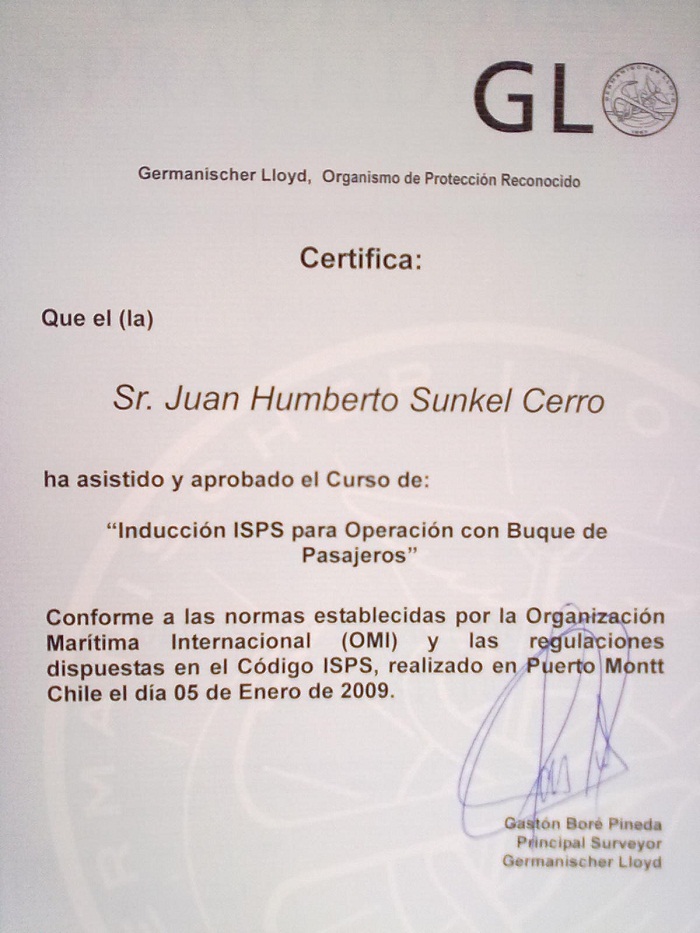 GL
GERMANISCHER LLOYD
1867
Germanischer Lloyd, Organismo de Protección Reconocido
Certifica:
Que el (la)
Sr. Juan Humberto Sunkel Cerro
ha asistido y aprobado el Curso de:
“Inducción ISPS para Operación con Buque de
Pasajeros”
Conforme a las normas establecidas por la Organización
Marítima Internacional (OMI) y las regulaciones
dispuestas en el Código ISPS, realizado en Puerto Montt
Chile el día 05 de Enero de 2009.
Gastón Boré Pineda
Principal Surveyor
Germanischer Lloyd